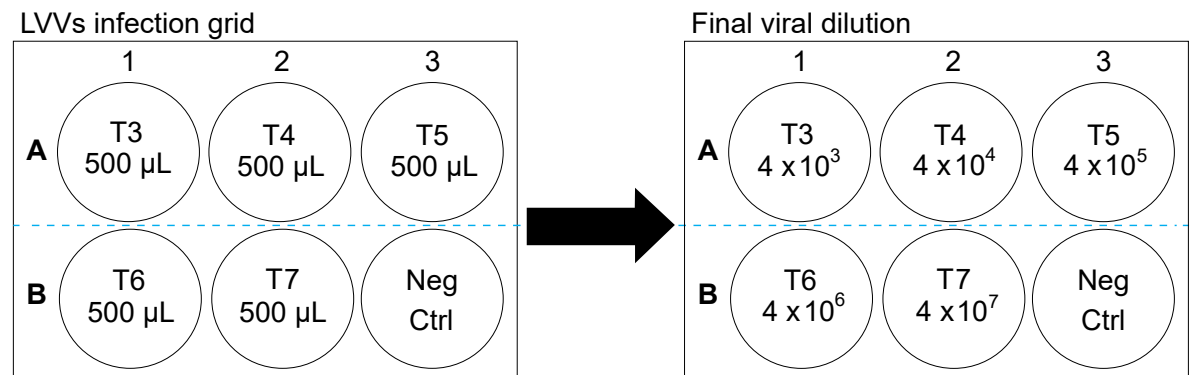 LVVs infection grid
1 2 3
A
T3
500 µL
T4
500 µL
T5
500 µL
B
T6
500 µL
T7
500 µL
Neg
Ctrl
Final viral dilution
1 2 3
A
T3
4 x10³
T4
4 x10⁴
T5
4 x10⁵
B
T6
4 x10⁶
T7
4 x10⁷
Neg
Ctrl